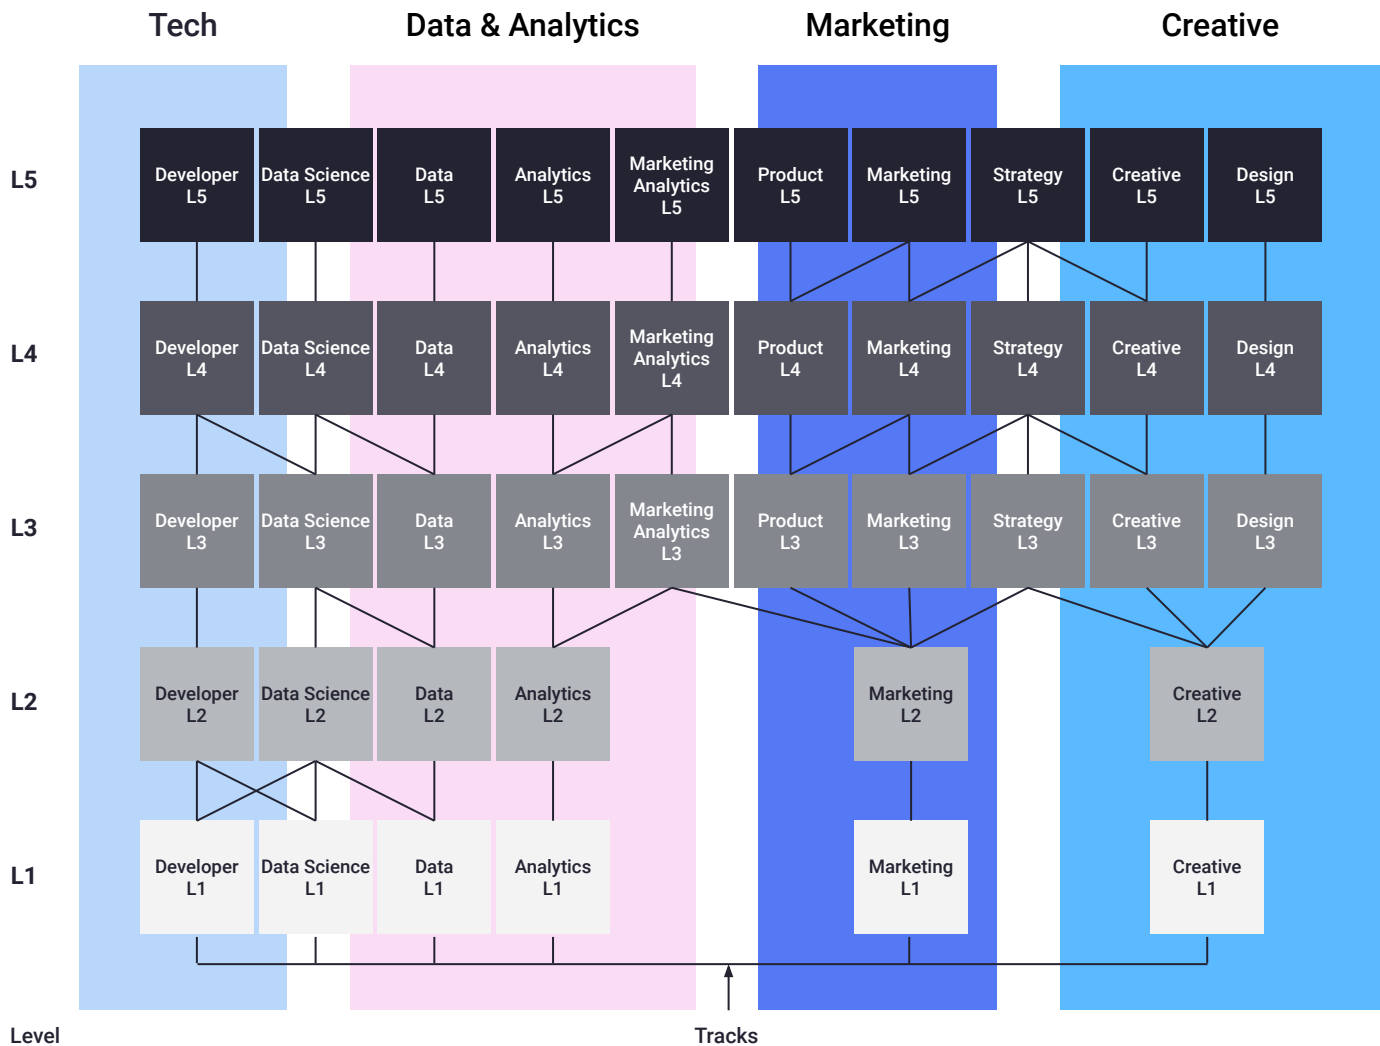 Tech
Data & Analytics
Marketing
Creative
L5
Developer
L5
Data Science
L5
Data
L5
Analytics
L5
Marketing
Analytics
L5
Product
L5
Marketing
L5
Strategy
L5
Creative
L5
Design
L5
L4
Developer
L4
Data Science
L4
Data
L4
Analytics
L4
Marketing
Analytics
L4
Product
L4
Marketing
L4
Strategy
L4
Creative
L4
Design
L4
L3
Developer
L3
Data Science
L3
Data
L3
Analytics
L3
Marketing
Analytics
L3
Product
L3
Marketing
L3
Strategy
L3
Creative
L3
Design
L3
L2
Developer
L2
Data Science
L2
Data
L2
Analytics
L2
Marketing
L2
Creative
L2
L1
Developer
L1
Data Science
L1
Data
L1
Analytics
L1
Marketing
L1
Creative
L1
Level
Tracks